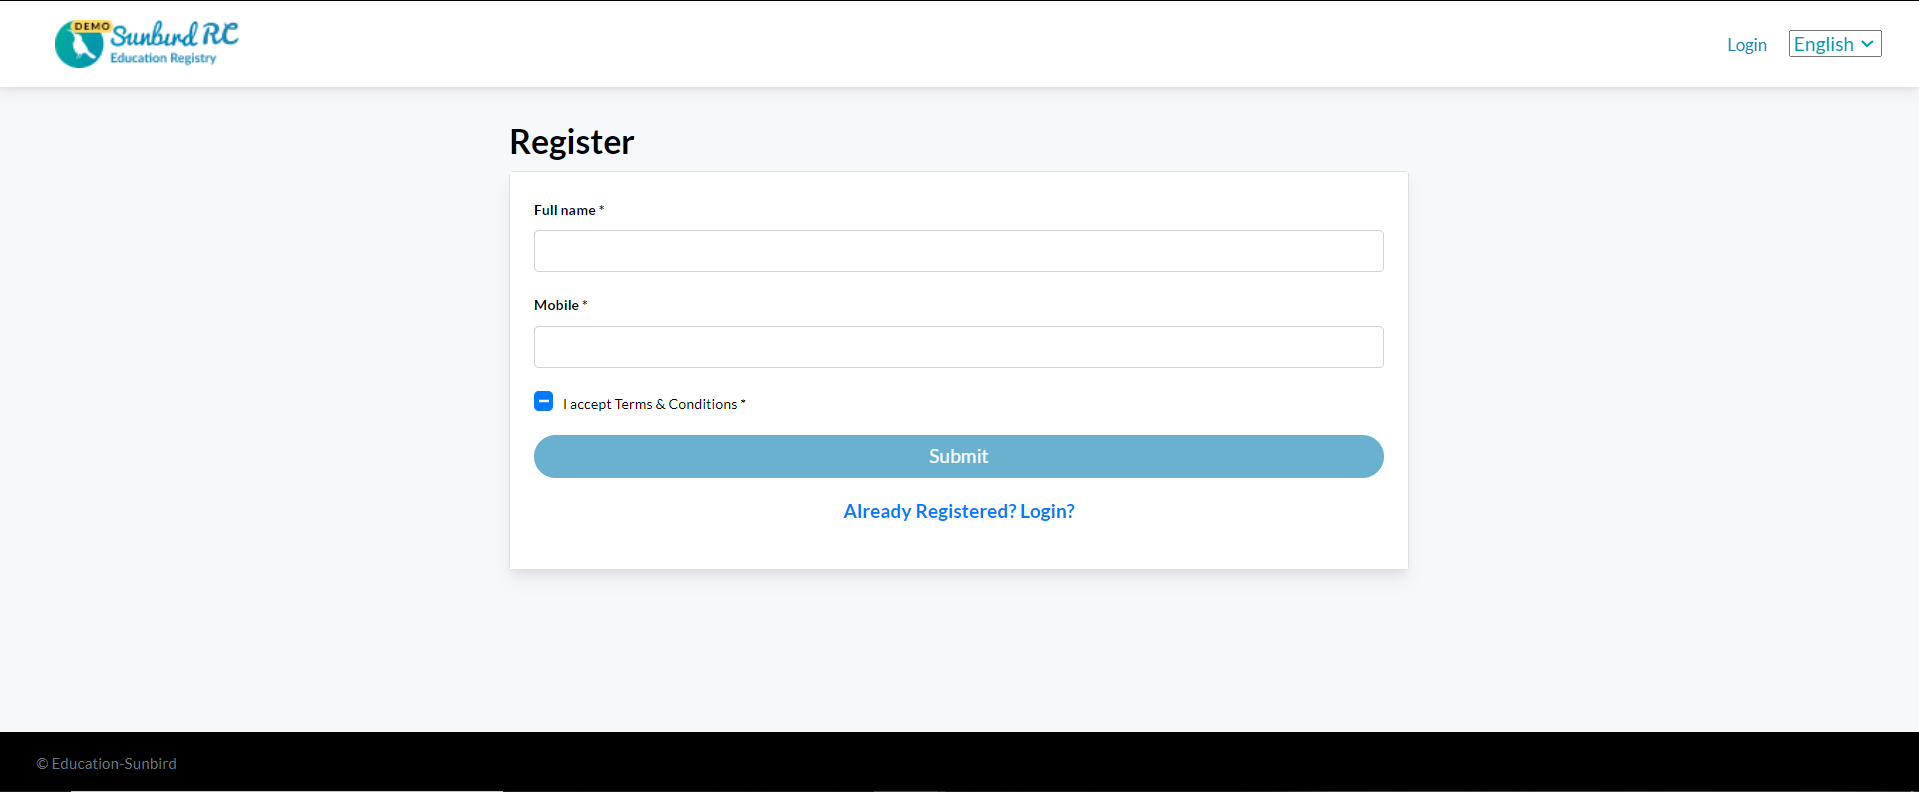 DEMO
Sunbird RC
Education Registry
Login
English
Register
Full name *
Mobile *
I accept Terms & Conditions *
Submit
Already Registered? Login?
© Education-Sunbird